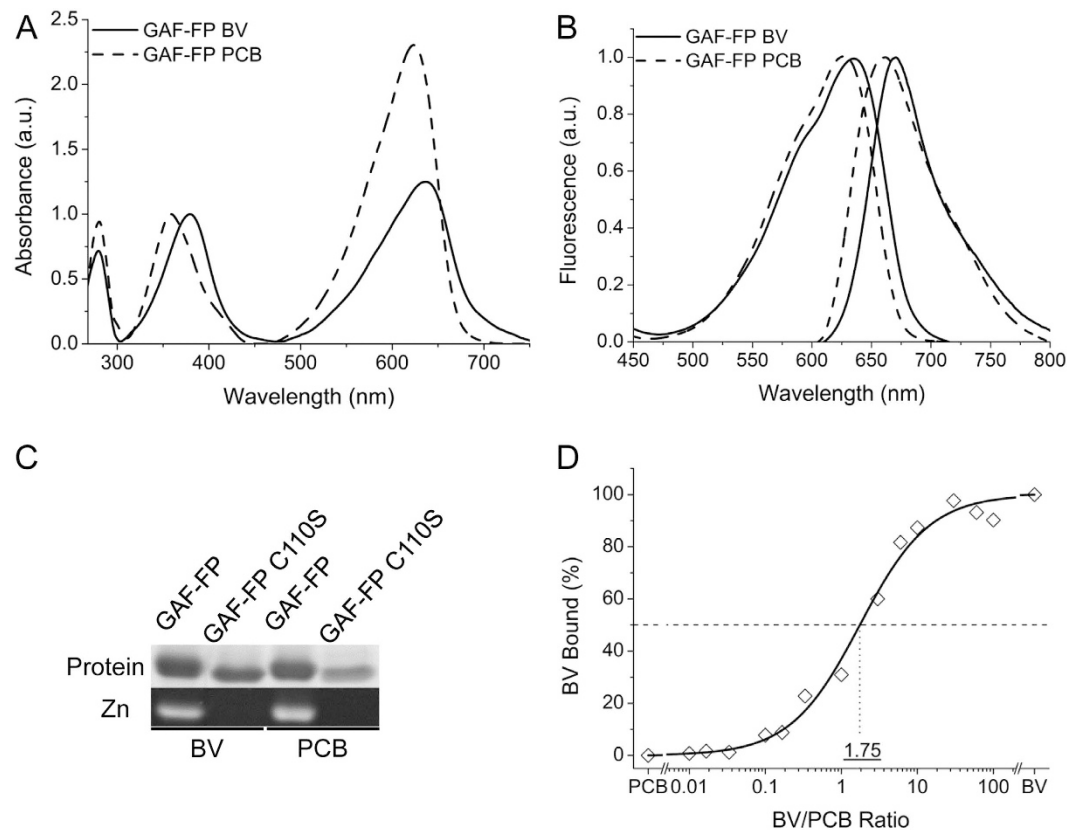 A
GAF-FP BV
GAF-FP PCB
2.5
2.0
1.5
1.0
0.5
0.0
Absorbance (a.u.)
300 400 500 600 700
Wavelength (nm)
B
GAF-FP BV
GAF-FP PCB
1.0
0.8
0.6
0.4
0.2
0.0
Fluorescence (a.u.)
450 500 550 600 650 700 750 800
Wavelength (nm)
C
GAF-FP
GAF-FP C110S
GAF-FP
GAF-FP C110S
Protein
Zn
BV PCB
D
100
80
60
40
20
0
BV Bound (%)
1.75
PCB 0.01 0.1 1 10 100 BV
BV/PCB Ratio